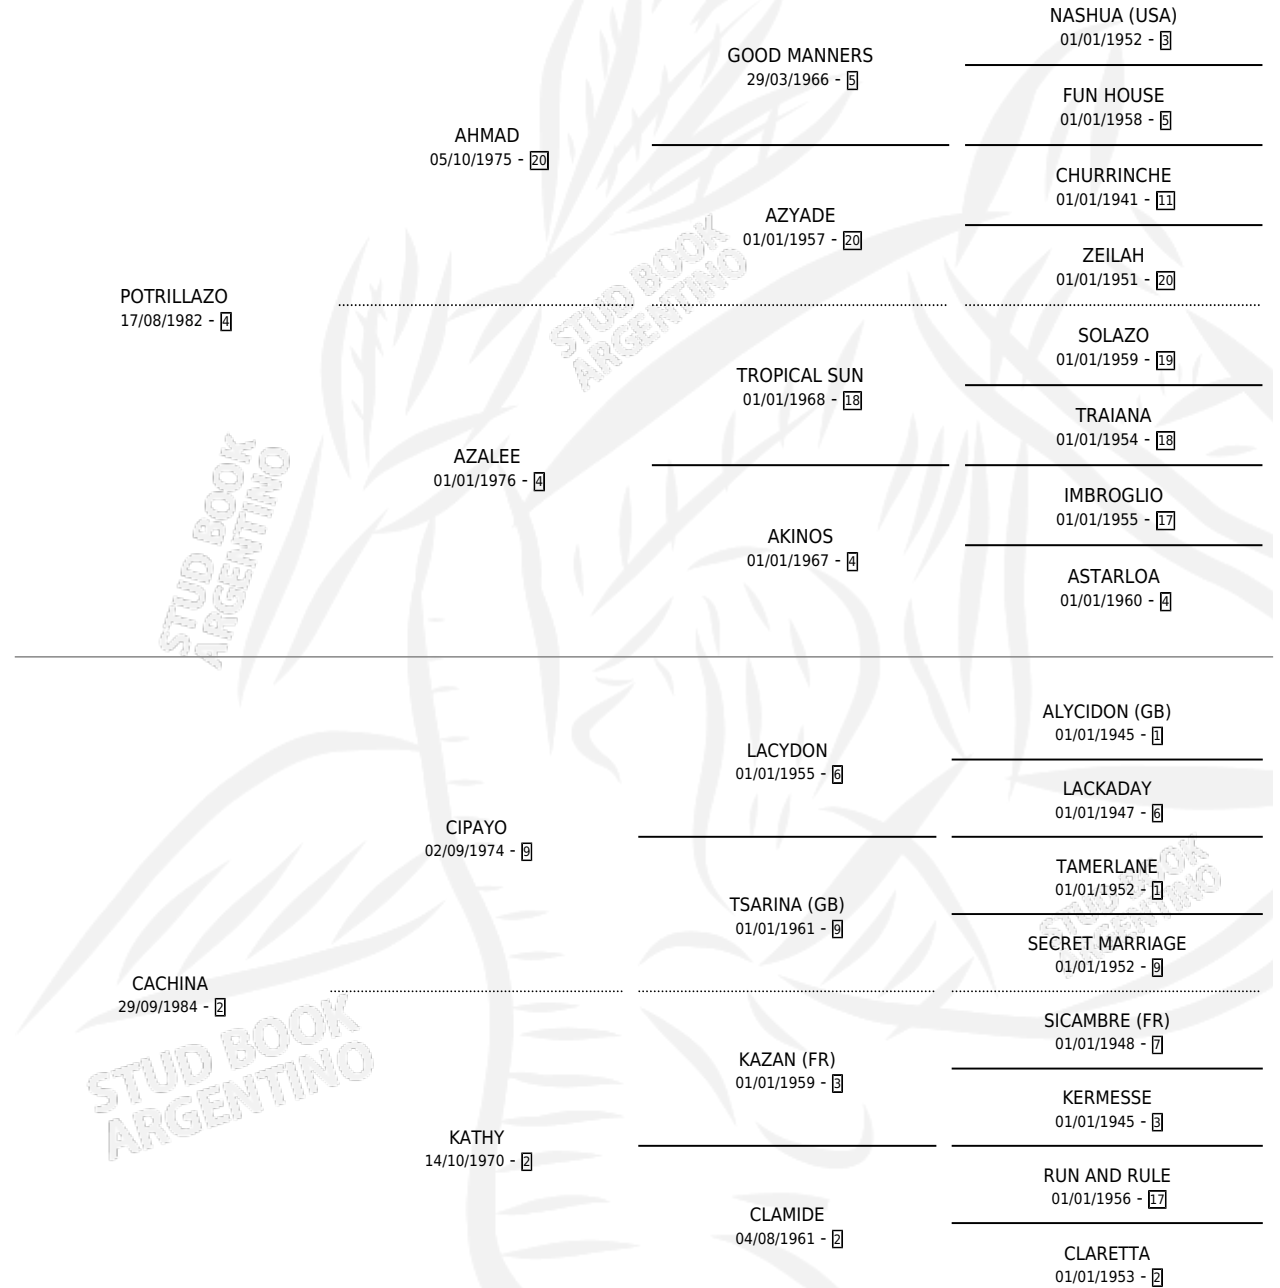 NASHUA (USA)
01/01/1952 - 3
GOOD MANNERS
29/03/1966 - 5
FUN HOUSE
01/01/1958 - 5
AHMAD
05/10/1975 - 20
CHURRINCHE
01/01/1941 - 11
AZYADE
01/01/1957 - 20
ZEILAH
01/01/1951 - 20
POTRILLAZO
17/08/1982 - 4
SOLAZO
01/01/1959 - 19
TROPICAL SUN
01/01/1968 - 18
TRAIANA
01/01/1954 - 18
AZALEE
01/01/1976 - 4
IMBROGLIO
01/01/1955 - 17
AKINOS
01/01/1967 - 4
ASTARLOA
01/01/1960 - 4
ALYCIDON (GB)
01/01/1945 - 1
LACYDON
01/01/1955 - 6
LACKADAY
01/01/1947 - 6
CIPAYO
02/09/1974 - 9
TAMERLANE
01/01/1952 - 1
TSARINA (GB)
01/01/1961 - 9
SECRET MARRIAGE
01/01/1952 - 9
CACHINA
29/09/1984 - 2
SICAMBRE (FR)
01/01/1948 - 7
KAZAN (FR)
01/01/1959 - 3
KERMESSE
01/01/1945 - 3
KATHY
14/10/1970 - 2
RUN AND RULE
01/01/1956 - 17
CLAMIDE
04/08/1961 - 2
CLARETTA
01/01/1953 - 2
STUD BOOK
ARGENTINO
STUD BOOK
ARGENTINO
STUD BOOK
ARGENTINO
STUD BOOK
ARGENTINO